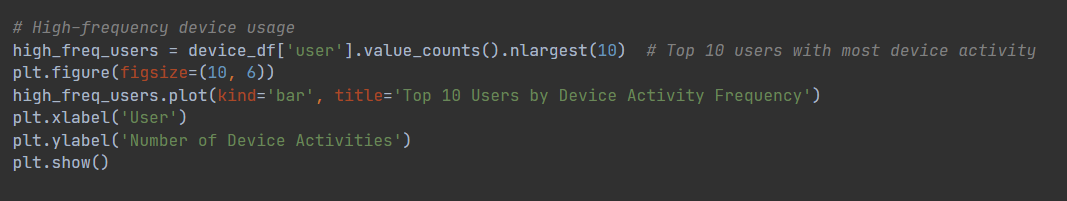 # High-frequency device usage
high_freq_users = device_df['user'].value_counts().nlargest(10)  # Top 10 users with most device activity
plt.figure(figsize=(10, 6))
high_freq_users.plot(kind='bar', title='Top 10 Users by Device Activity Frequency')
plt.xlabel('User')
plt.ylabel('Number of Device Activities')
plt.show()